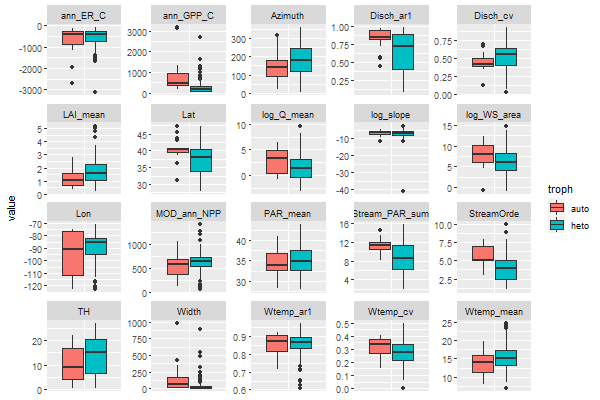 ann_ER_C ann_GPP_C Azimuth Disch_ar1 Disch_cv
0 -1000 -2000 -3000
3000 2000 1000 0
300 200 100 0
1.00 0.75 0.50 0.25
0.9 0.6 0.3 0.0
LAI_mean Lat log_Q_mean log_slope log_WS_area
5 4 3 2 1 0
45 40 35 30
10 5 0
-10 -20 -30 -40
15 10 5 0
Lon MOD_ann_NPP PAR_mean Stream_PAR_sum StreamOrde
-70 -80 -90 -100 -110 -120
1000 500 0
40 35 30
16 12 8 4
10.0 7.5 5.0 2.5
TH Width Wtemp_ar1 Wtemp_cv Wtemp_mean
20 10 0
1000 750 500 250 0
0.9 0.8 0.7 0.6
0.5 0.4 0.3 0.2 0.1 0.0
25 20 15 10
value
troph
auto
heto